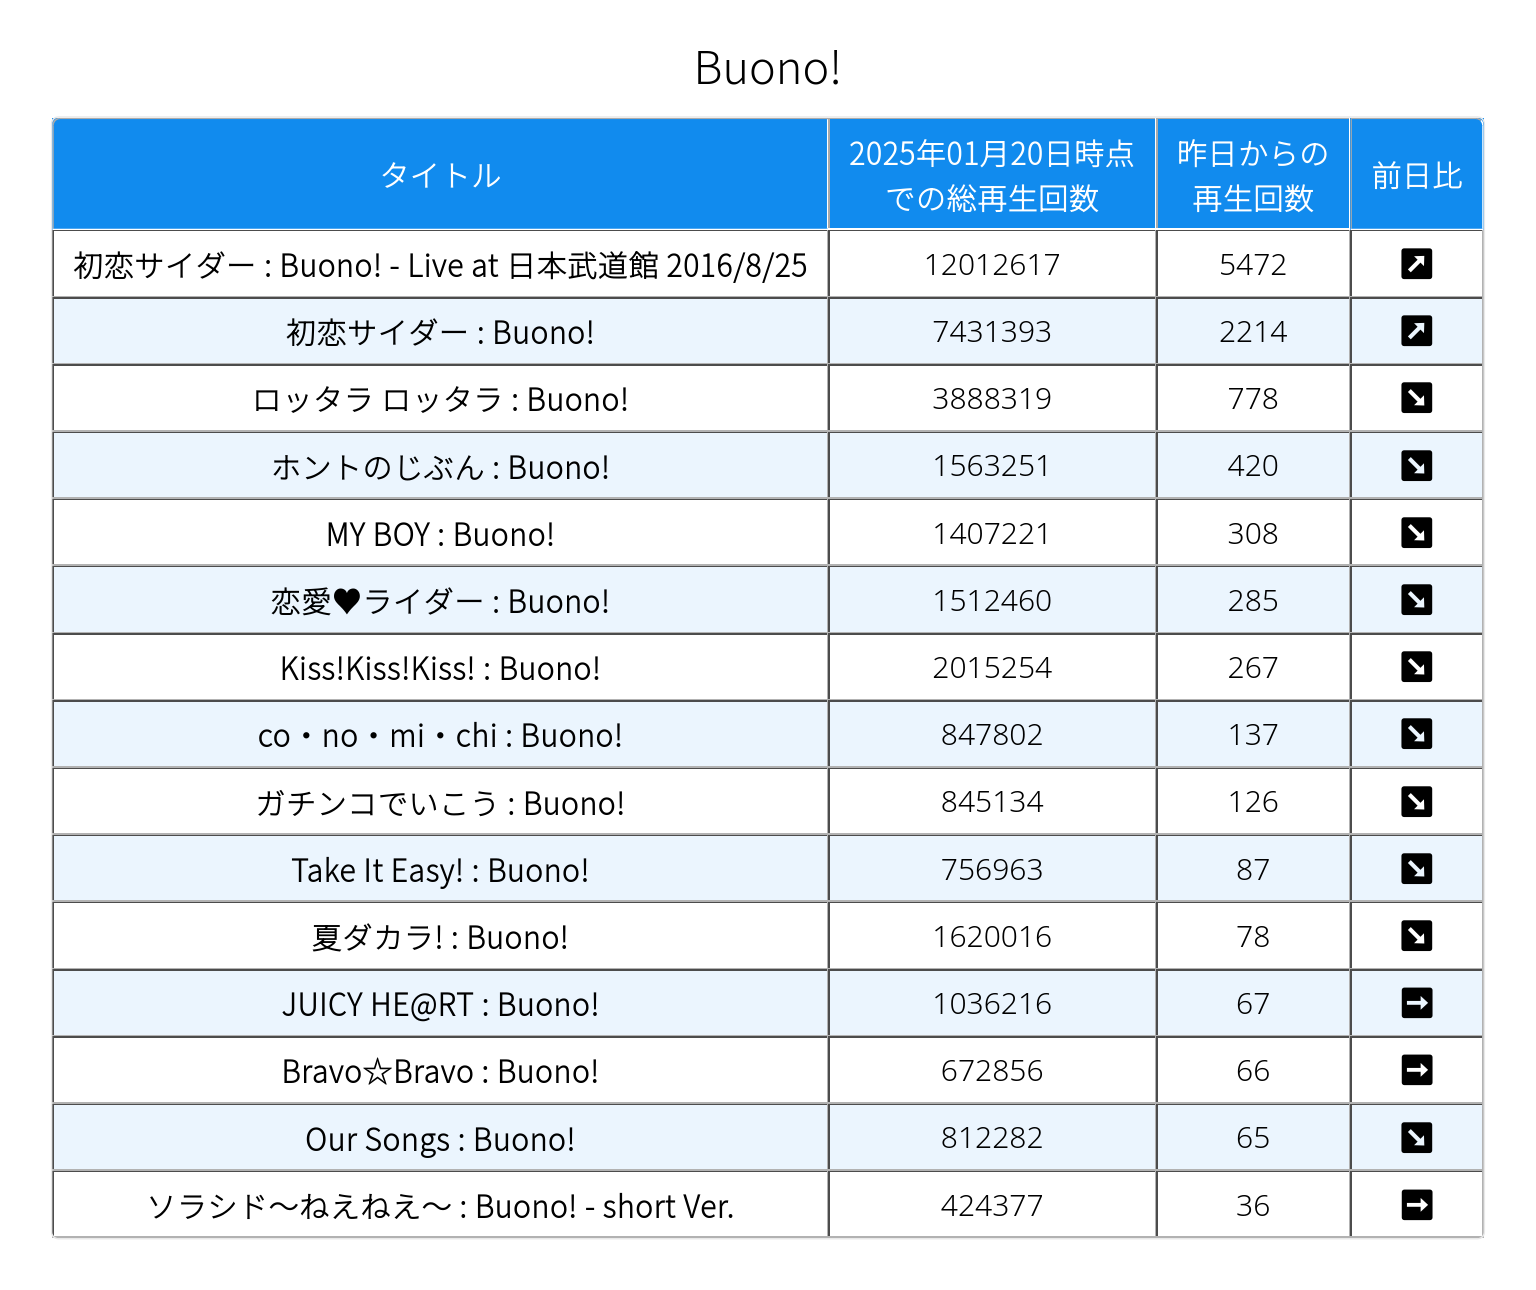 Buono!
タイトル 2025年01月20日時点での総再生回数 昨日からの再生回数 前日比
初恋サイダー : Buono! - Live at 日本武道館 2016/8/25 12012617 5472 ↗
初恋サイダー : Buono! 7431393 2214 ↗
ロッタラ ロッタラ : Buono! 3888319 778 ↘
ホントのじぶん : Buono! 1563251 420 ↘
MY BOY : Buono! 1407221 308 ↘
恋愛♥ライダー : Buono! 1512460 285 ↘
Kiss!Kiss!Kiss! : Buono! 2015254 267 ↘
co・no・mi・chi : Buono! 847802 137 ↘
ガチンコでいこう : Buono! 845134 126 ↘
Take It Easy! : Buono! 756963 87 ↘
夏ダカラ! : Buono! 1620016 78 ↘
JUICY HE@RT : Buono! 1036216 67 →
Bravo☆Bravo : Buono! 672856 66 →
Our Songs : Buono! 812282 65 ↘
ソラシド〜ねえねえ〜 : Buono! - short Ver. 424377 36 →